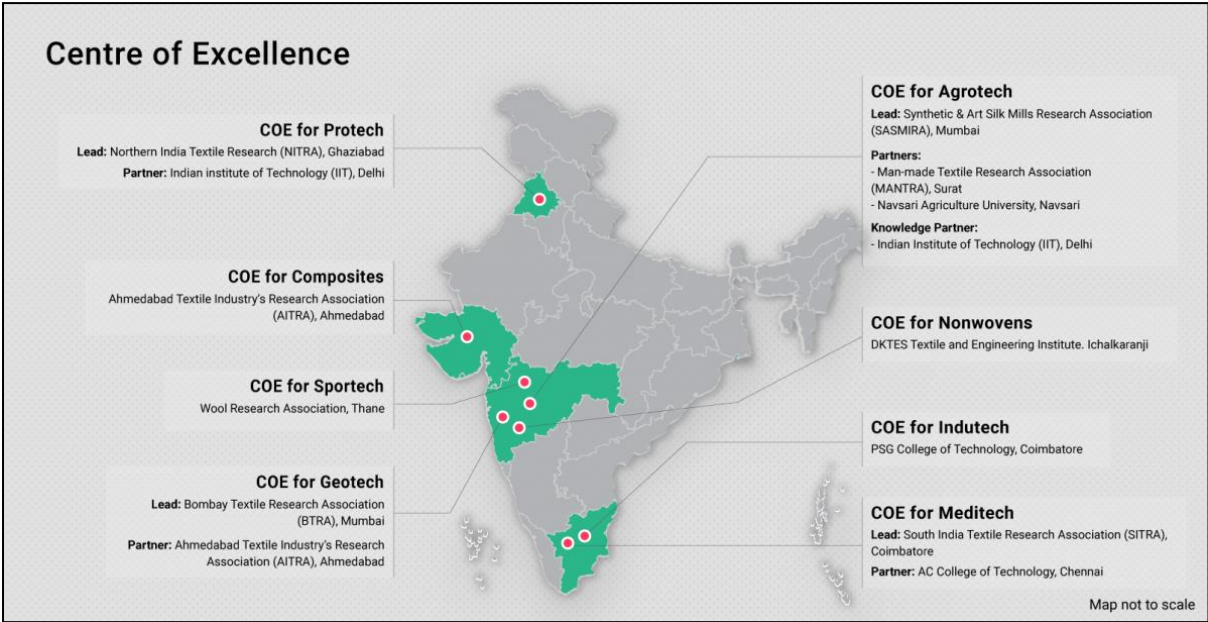 Centre of Excellence
COE for Protech
Lead: Northern India Textile Research (NITRA), Ghaziabad
Partner: Indian institute of Technology (IIT), Delhi
COE for Composites
Ahmedabad Textile Industry's Research Association
(AITRA), Ahmedabad
COE for Sportech
Wool Research Association, Thane
COE for Geotech
Lead: Bombay Textile Research Association
(BTRA), Mumbai
Partner: Ahmedabad Textile Industry's Research
Association (AITRA), Ahmedabad
COE for Agrotech
Lead: Synthetic & Art Silk Mills Research Association
(SASMIRA), Mumbai
Partners:
- Man-made Textile Research Association
(MANTRA), Surat
- Navsari Agriculture University, Navsari
Knowledge Partner:
- Indian Institute of Technology (IIT), Delhi
COE for Nonwovens
DKTES Textile and Engineering Institute. Ichalkaranji
COE for Indutech
PSG College of Technology, Coimbatore
COE for Meditech
Lead: South India Textile Research Association (SITRA),
Coimbatore
Partner: AC College of Technology, Chennai
Map not to scale